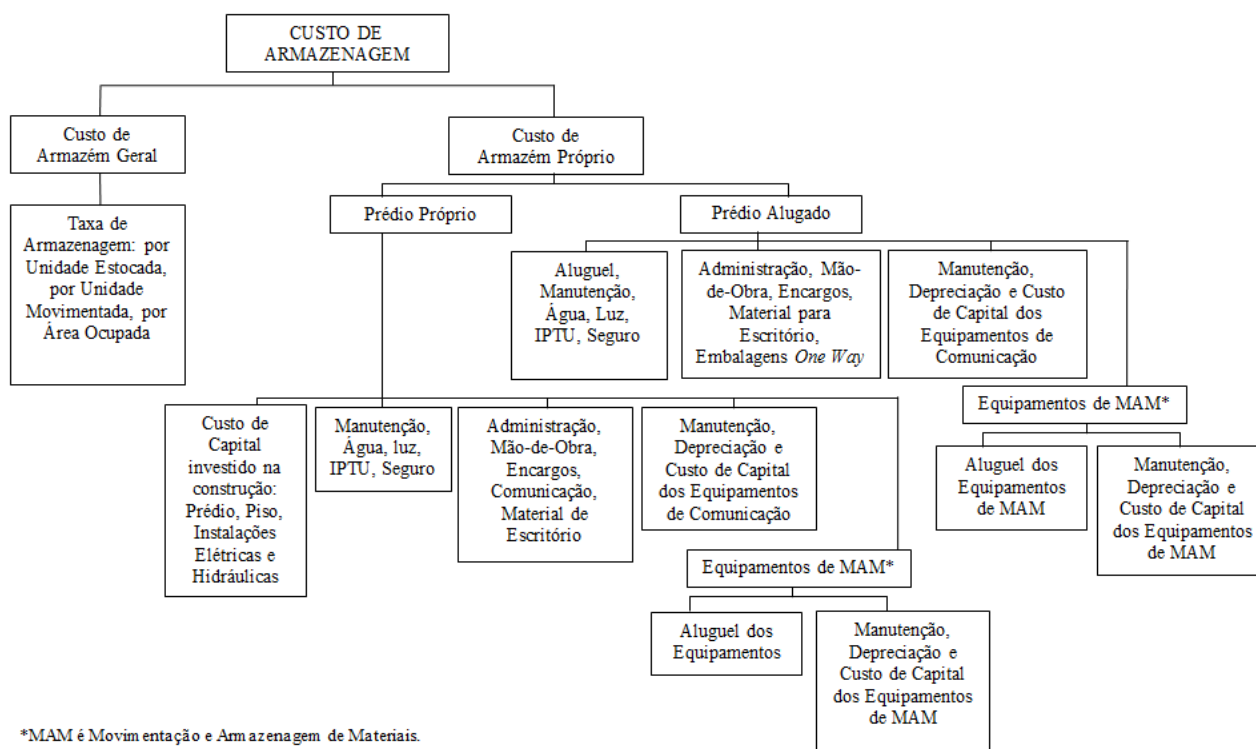 CUSTO DE
ARMAZENAGEM
Custo de
Armazém Geral
Custo de
Armazém Próprio
Taxa de
Armazenagem: por
Unidade Estocada,
por Unidade
Movimentada, por
Área Ocupada
Prédio Próprio
Prédio Alugado
Aluguel,
Manutenção,
Água, Luz,
IPTU, Seguro
Administração, Mão-
de-Obra, Encargos,
Material para
Escritório,
Embalagens One Way
Manutenção,
Depreciação e Custo
de Capital dos
Equipamentos de
Comunicação
Equipamentos de MAM*
Aluguel dos
Equipamentos
de MAM
Manutenção,
Depreciação e
Custo de Capital
dos Equipamentos
de MAM
Custo de
Capital
investido na
construção:
Prédio, Piso,
Instalações
Elétricas e
Hidráulicas
Manutenção,
Água, luz,
IPTU, Seguro
Administração,
Mão-de-Obra,
Encargos,
Comunicação,
Material de
Escritório
Manutenção,
Depreciação e
Custo de Capital
dos Equipamentos
de Comunicação
Equipamentos de MAM*
Aluguel dos
Equipamentos
Manutenção,
Depreciação e
Custo de Capital
dos Equipamentos
de MAM
*MAM é Movimentação e Armazenagem de Materiais.